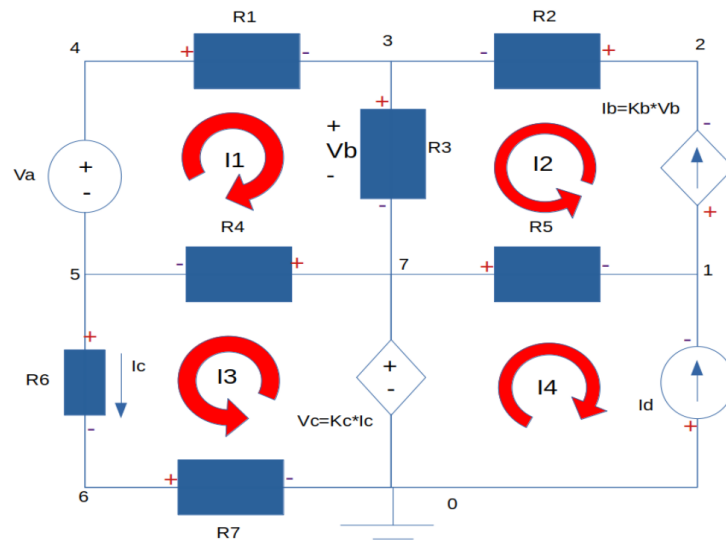 R1
R2
4
3
2
+
-
-
+
+
-
Ib=Kb*Vb
+
Vb
-
R3
Va
+
-
I1
I2
-
+
R4
R5
5
-
+
7
+
-
1
+
-
R6
Ic
I3
+
-
I4
Id
-
+
Vc=Kc*Ic
6
+
-
0
R7